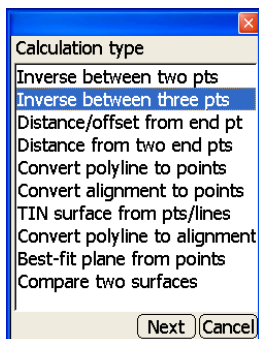 Calculation type
Inverse between two pts
Inverse between three pts
Distance/offset from end pt
Distance from two end pts
Convert polyline to points
Convert alignment to points
TIN surface from pts/lines
Convert polyline to alignment
Best-fit plane from points
Compare two surfaces
Next Cancel